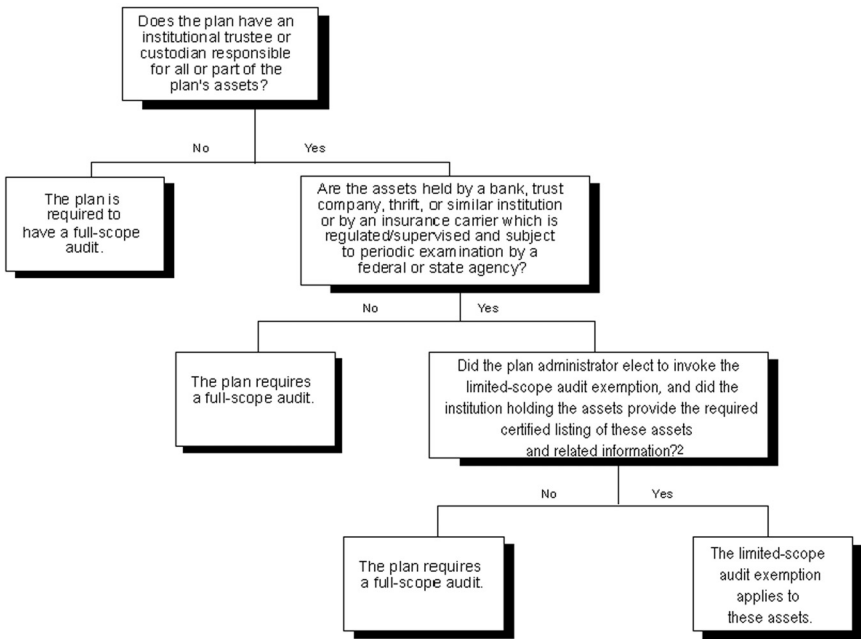 Does the plan have an
institutional trustee or
custodian responsible
for all or part of the
plan's assets?
No
Yes
The plan is
required to
have a full-scope
audit.
Are the assets held by a bank, trust
company, thrift, or similar institution
or by an insurance carrier which is
regulated/supervised and subject
to periodic examination by a
federal or state agency?
No
Yes
The plan requires
a full-scope audit.
Did the plan administrator elect to invoke the
limited-scope audit exemption, and did the
institution holding the assets provide the required
certified listing of these assets
and related information?2
No
Yes
The plan requires
a full-scope audit.
The limited-scope
audit exemption
applies to
these assets.